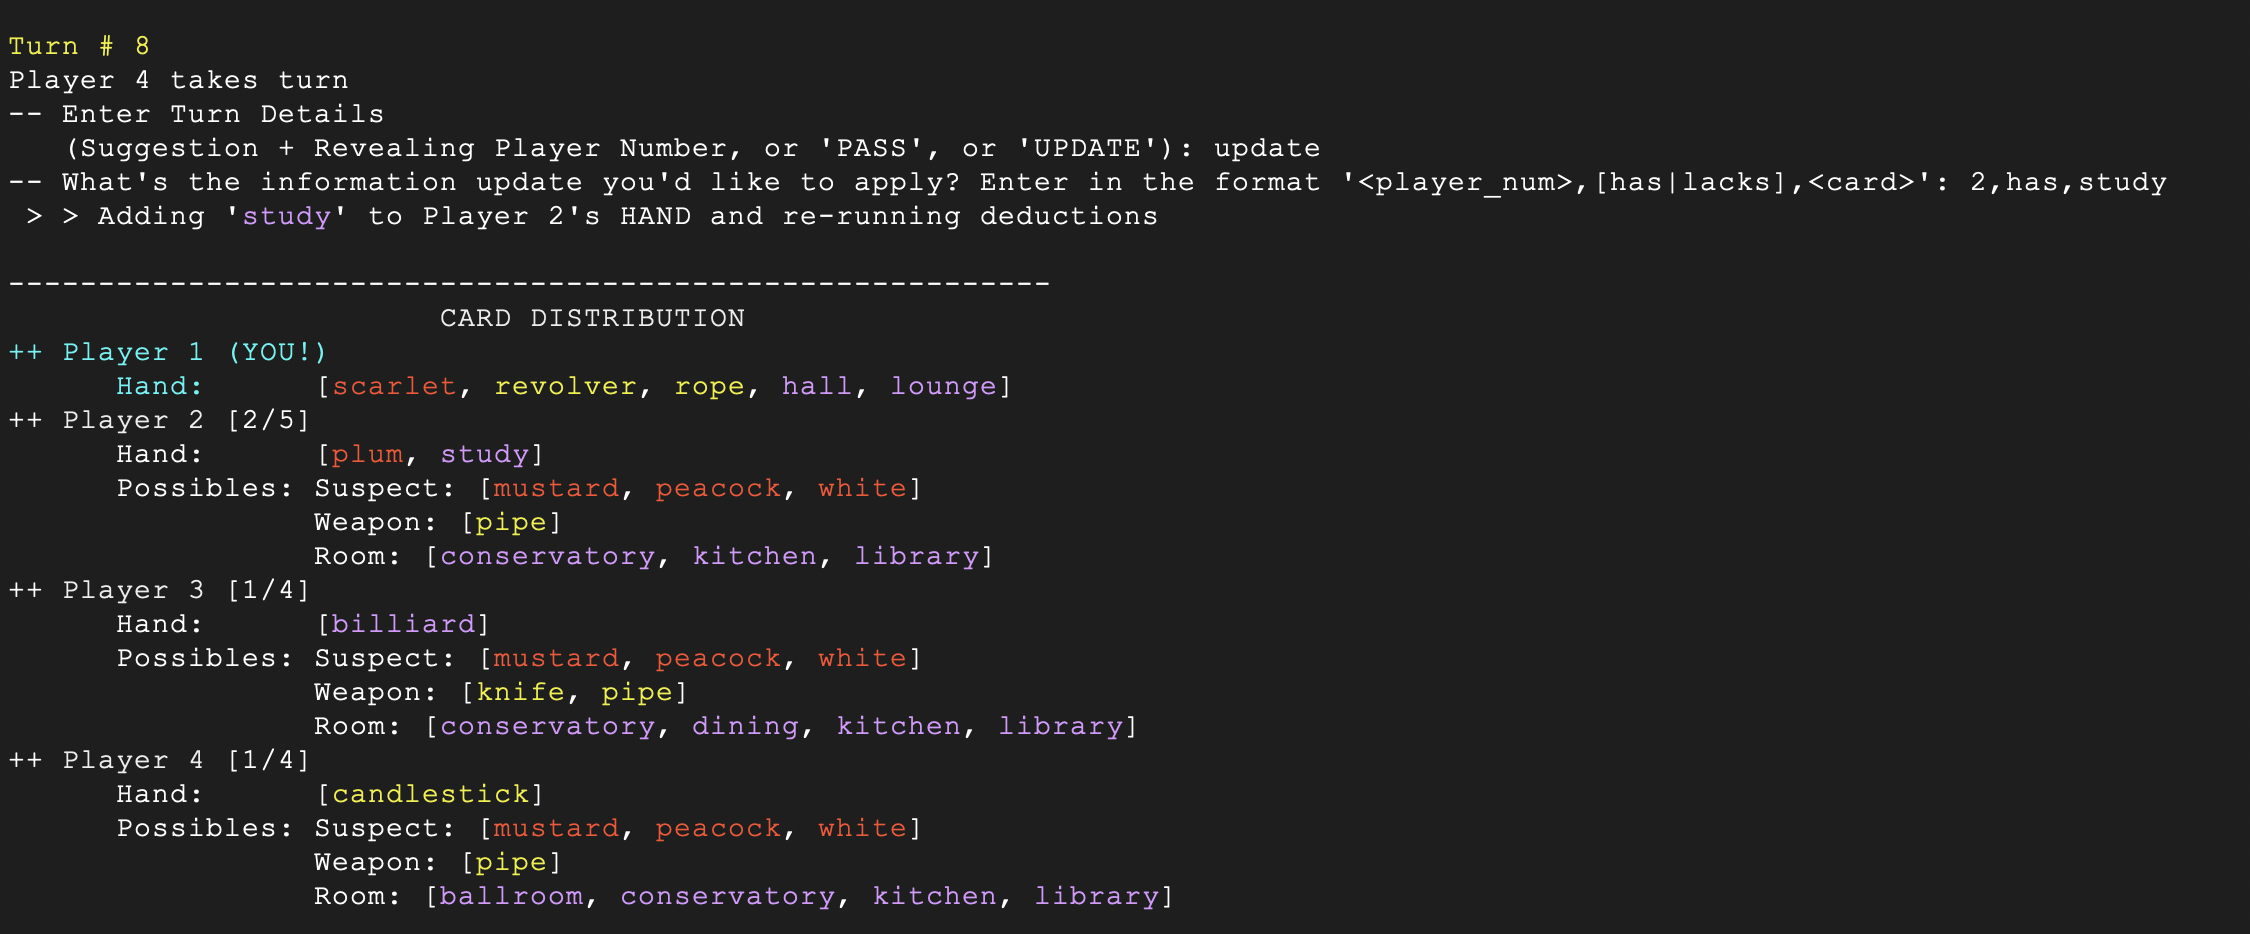 Turn # 8
Player 4 takes turn
-- Enter Turn Details
(Suggestion + Revealing Player Number, or 'PASS', or 'UPDATE'): update
-- What's the information update you'd like to apply? Enter in the format '<player_num>,[has|lacks],<card>': 2,has,study
> > Adding 'study' to Player 2's HAND and re-running deductions
----------------------------------------------------------
CARD DISTRIBUTION
++ Player 1 (YOU!)
Hand: [scarlet, revolver, rope, hall, lounge]
++ Player 2 [2/5]
Hand: [plum, study]
Possibles: Suspect: [mustard, peacock, white]
Weapon: [pipe]
Room: [conservatory, kitchen, library]
++ Player 3 [1/4]
Hand: [billiard]
Possibles: Suspect: [mustard, peacock, white]
Weapon: [knife, pipe]
Room: [conservatory, dining, kitchen, library]
++ Player 4 [1/4]
Hand: [candlestick]
Possibles: Suspect: [mustard, peacock, white]
Weapon: [pipe]
Room: [ballroom, conservatory, kitchen, library]